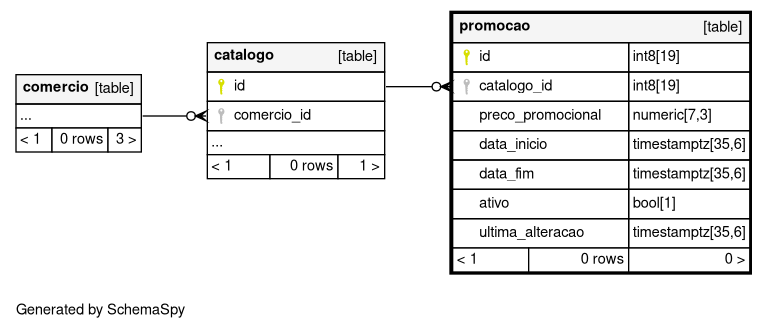 comercio [table]
...
< 1 0 rows 3 >
catalogo [table]
id
comercio_id
...
< 1 0 rows 1 >
promocao [table]
id int8[19]
catalogo_id int8[19]
preco_promocional numeric[7,3]
data_inicio timestamptz[35,6]
data_fim timestamptz[35,6]
ativo bool[1]
ultima_alteracao timestamptz[35,6]
< 1 0 rows 0 >
Generated by SchemaSpy